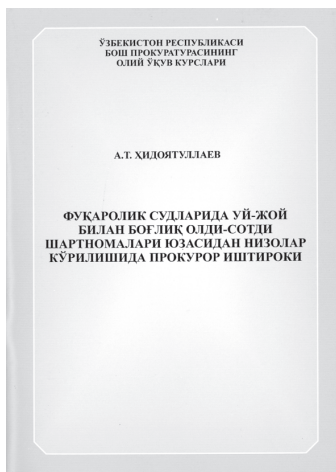 ЎЗБЕКИСТОН РЕСПУБЛИКАСИ
БОШ ПРОКУРАТУРАСИНИНГ
ОЛИЙ ЎҚУВ КУРСЛАРИ
А.Т. ҲИДОЯТУЛЛАЕВ
ФУҚАРОЛИК СУДЛАРИДА УЙ-ЖОЙ
БИЛАН БОҒЛИҚ ОЛДИ-СОТДИ
ШАРТНОМАЛАРИ ЮЗАСИДАН НИЗОЛАР
КЎРИЛИШИДА ПРОКУРОР ИШТИРОКИ